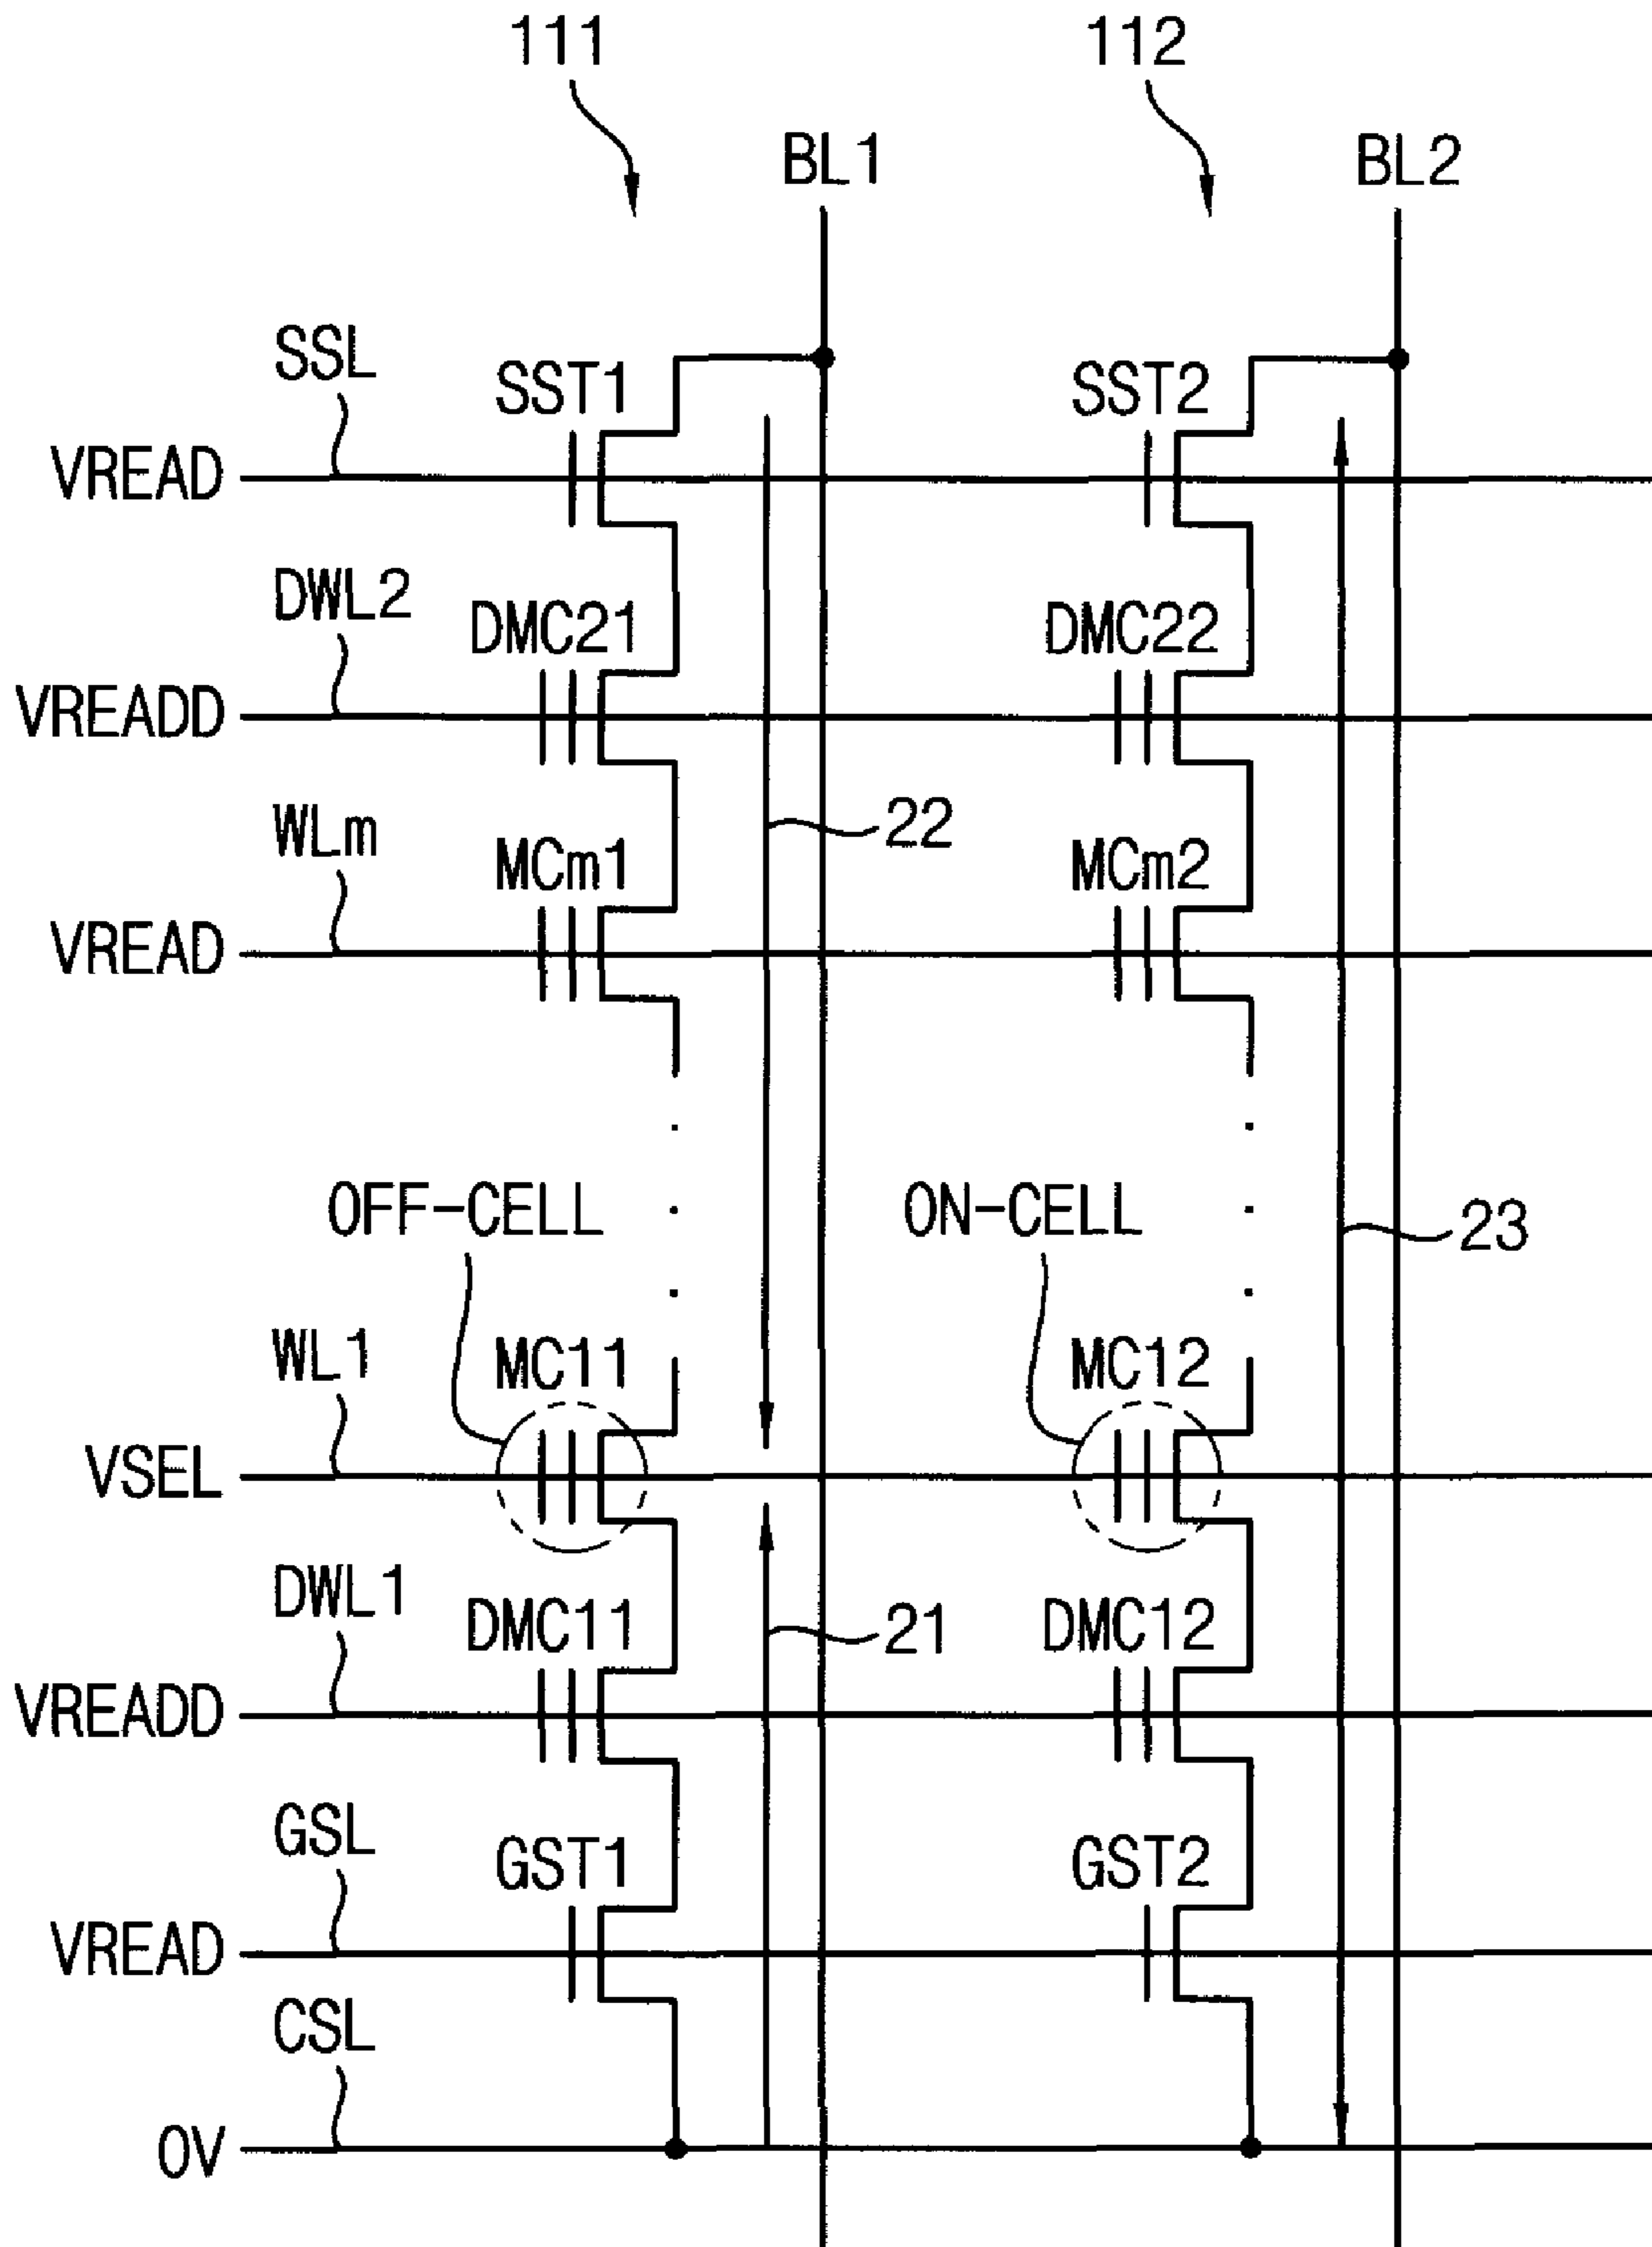 111 112
BL1 BL2
SSL SST1 SST2
VREAD
DWL2 DMC21 DMC22
VREADD
WLm MCm1 22 MCm2
VREAD
OFF-CELL ON-CELL 23
WL1 MC11 MC12
VSEL
DWL1 DMC11 21 DMC12
VREADD
GSL GST1 GST2
VREAD
CSL
0V